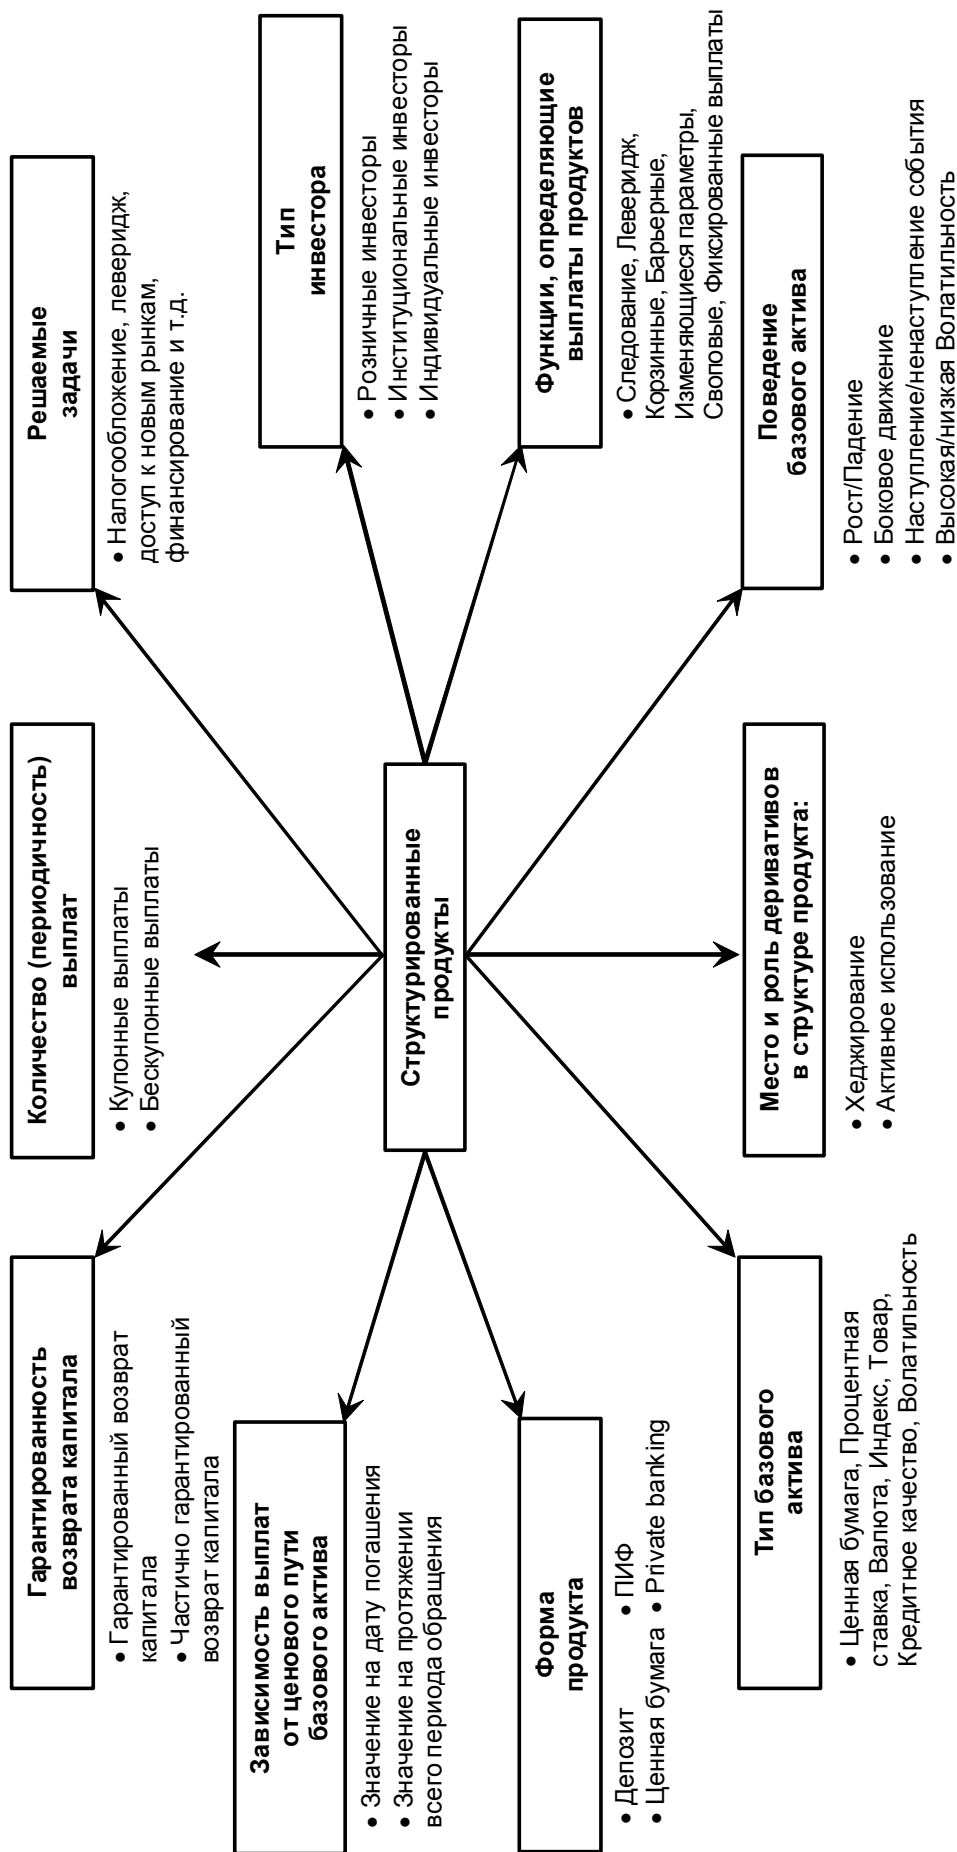 Гарантированность
возврата капитала
• Гарантированный возврат
капитала
• Частично гарантированный
возврат капитала
Количество (периодичность)
выплат
• Купонные выплаты
• Бескупонные выплаты
Решаемые
задачи
• Налогообложение, леверидж,
доступ к новым рынкам,
финансирование и т.д.
Зависимость выплат
от ценового пути
базового актива
• Значение на дату погашения
• Значение на протяжении
всего периода обращения
Тип
инвестора
• Розничные инвесторы
• Институциональные инвесторы
• Индивидуальные инвесторы
Структурированные
продукты
Форма
продукта
• Депозит • ПИФ
• Ценная бумага • Private banking
Функции, определяющие
выплаты продуктов
• Следование, Леверидж,
Корзинные, Барьерные,
Изменяющиеся параметры,
Своповые, Фиксированные выплаты
Тип базового
актива
• Ценная бумага, Процентная
ставка, Валюта, Индекс, Товар,
Кредитное качество, Волатильность
Место и роль деривативов
в структуре продукта:
• Хеджирование
• Активное использование
Поведение
базового актива
• Рост/Падение
• Боковое движение
• Наступление/ненаступление события
• Высокая/низкая Волатильность